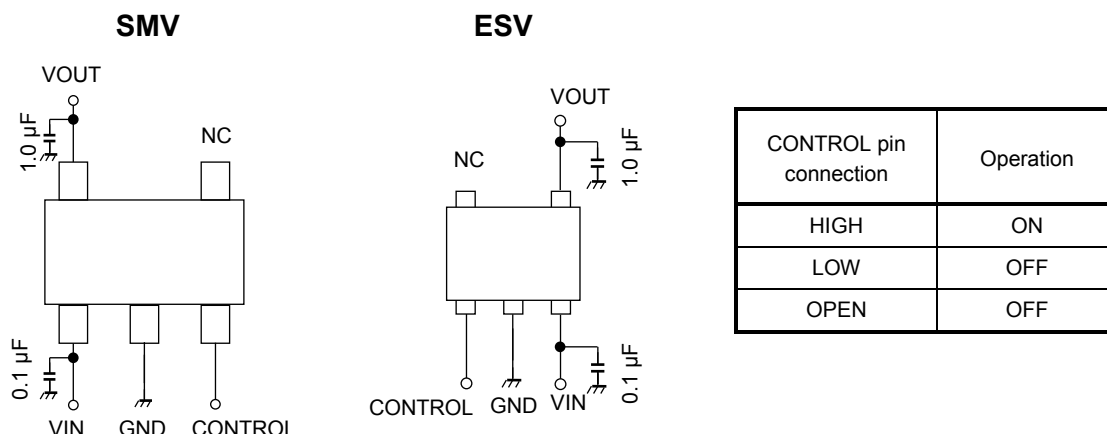 SMV
VOUT
1.0 µF
NC
0.1 µF
VIN
GND
CONTROL
ESV
VOUT
NC
1.0 µF
CONTROL
GND
VIN
0.1 µF
CONTROL pin
connection
Operation
HIGH
ON
LOW
OFF
OPEN
OFF